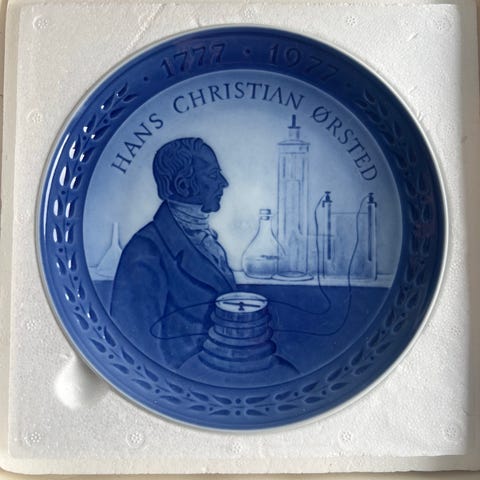 · 1777 · 1977 ·
HANS CHRISTIAN ØRSTED